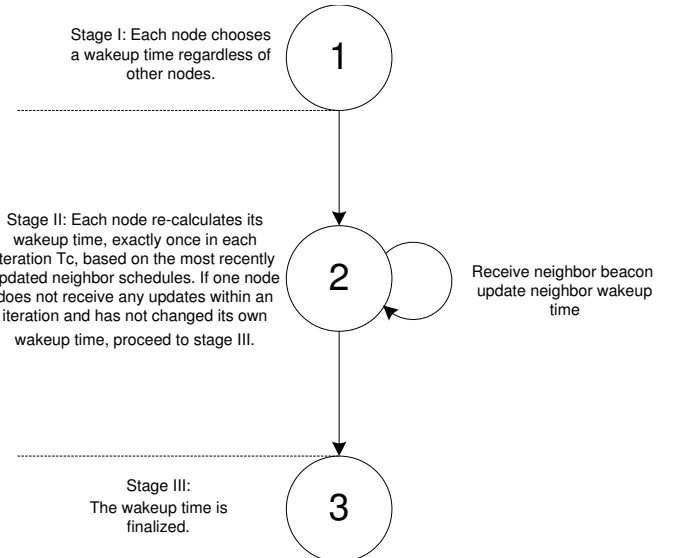 Stage I: Each node chooses
a wakeup time regardless of
other nodes.
1
Stage II: Each node re-calculates its
wakeup time, exactly once in each
teration Tc, based on the most recently
pdated neighbor schedules. If one node
does not receive any updates within an
iteration and has not changed its own
wakeup time, proceed to stage III.
2
Receive neighbor beacon
update neighbor wakeup
time
Stage III:
The wakeup time is
finalized.
3